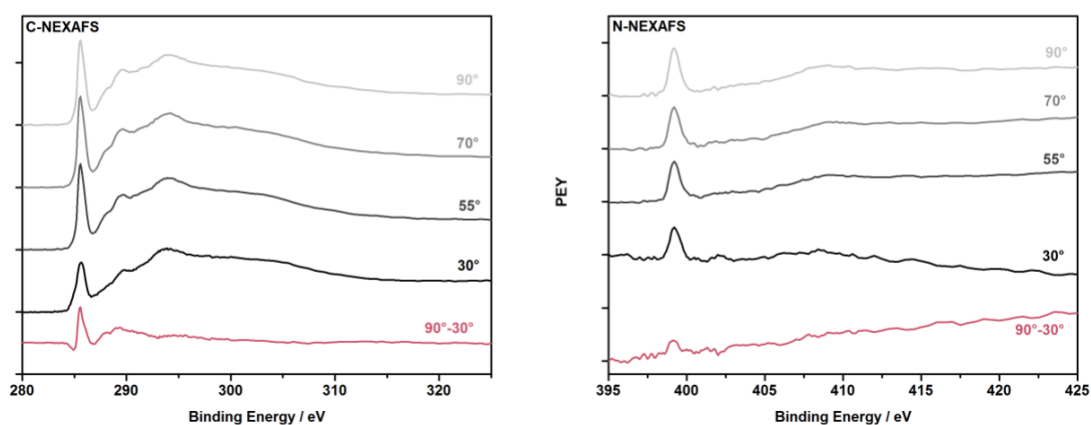 C-NEXAFS
90°
70°
55°
30°
90°-30°
280 290 300 310 320
Binding Energy / eV
N-NEXAFS
PEY
90°
70°
55°
30°
90°-30°
395 400 405 410 415 420 425
Binding Energy / eV